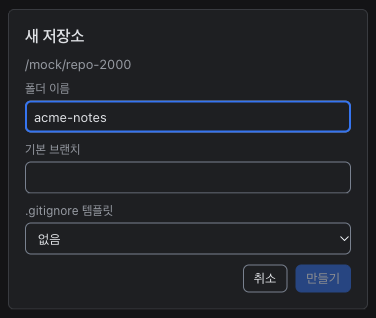 새 저장소
/mock/repo-2000
폴더 이름
acme-notes
기본 브랜치
.gitignore 템플릿
없음
취소
만들기